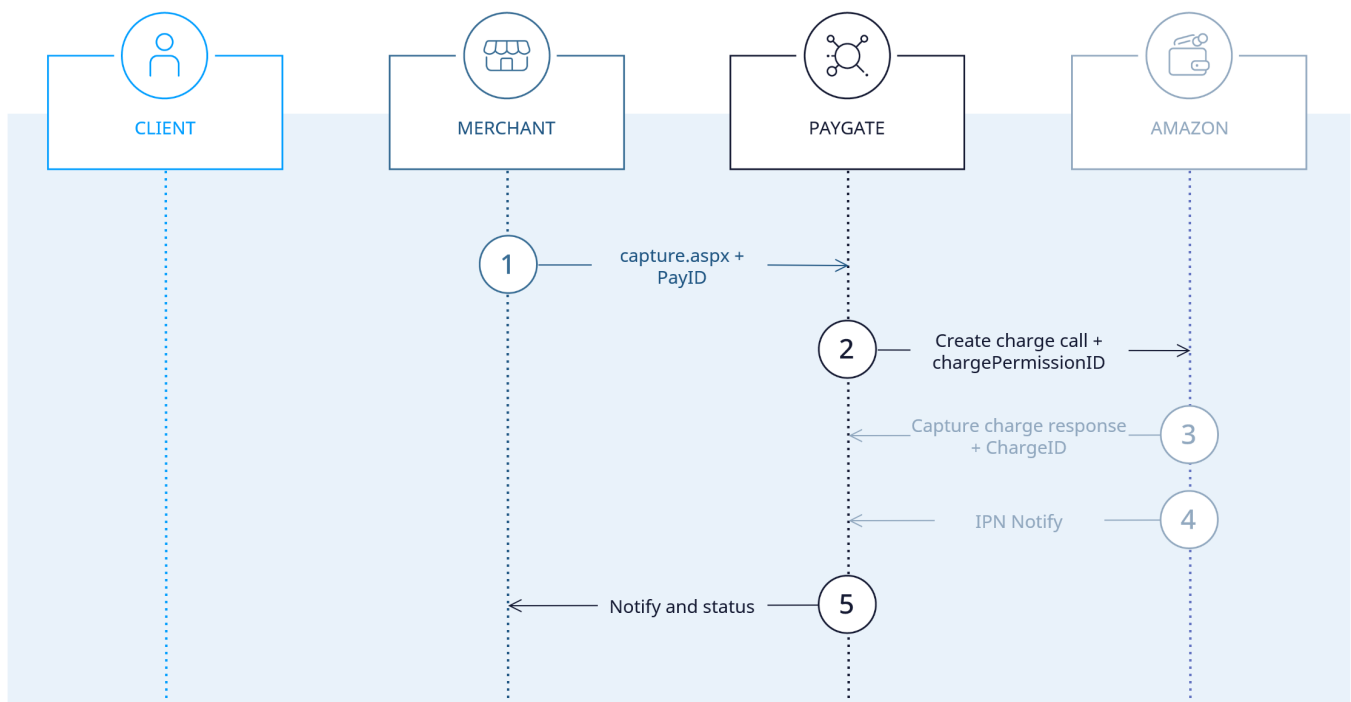 CLIENT
MERCHANT
PAYGATE
AMAZON
1
capture.aspx +
PayID
2
Create charge call +
chargePermissionID
Capture charge response
+ ChargeID
3
IPN Notify
4
Notify and status
5